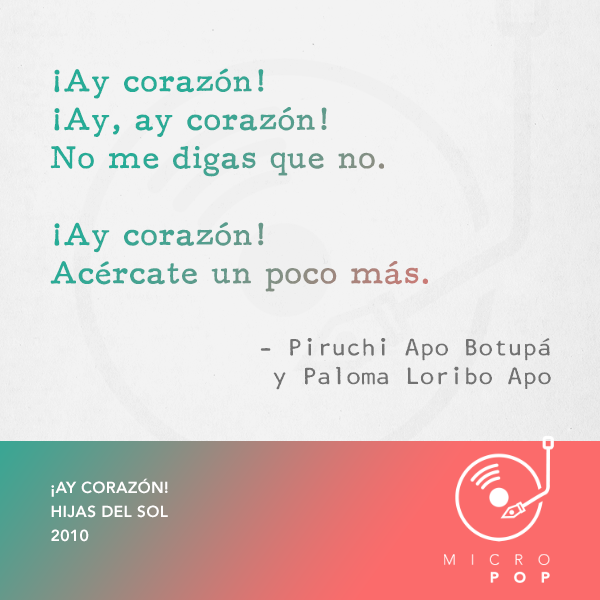 ¡Ay corazón!
¡Ay, ay corazón!
No me digas que no.
¡Ay corazón!
Acércate un poco más.
– Piruchi Apo Botupá
y Paloma Loribo Apo
¡AY CORAZÓN!
HIJAS DEL SOL
2010
MICRO
POP